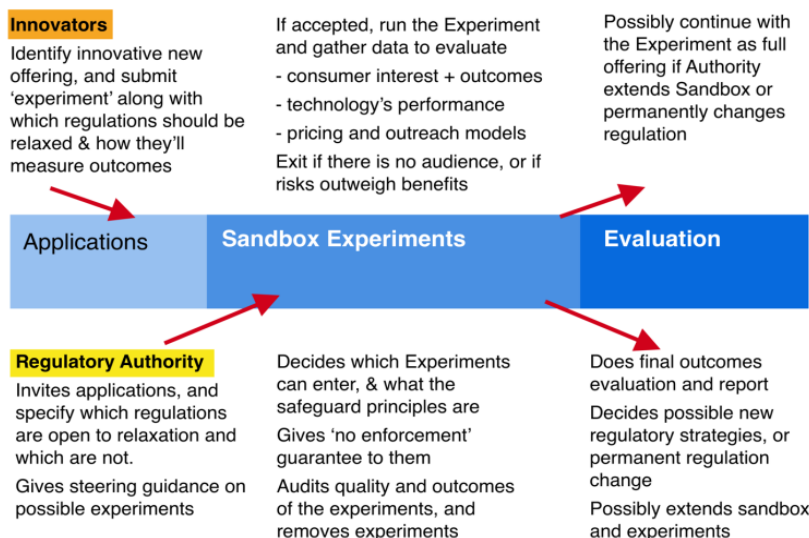 Innovators
Identify innovative new
offering, and submit
‘experiment’ along with
which regulations should be
relaxed & how they’ll
measure outcomes
If accepted, run the Experiment
and gather data to evaluate
- consumer interest + outcomes
- technology’s performance
- pricing and outreach models
Exit if there is no audience, or if
risks outweigh benefits
Possibly continue with
the Experiment as full
offering if Authority
extends Sandbox or
permanently changes
regulation
Applications
Sandbox Experiments
Evaluation
Regulatory Authority
Invites applications, and
specify which regulations
are open to relaxation and
which are not.
Gives steering guidance on
possible experiments
Decides which Experiments
can enter, & what the
safeguard principles are
Gives ‘no enforcement’
guarantee to them
Audits quality and outcomes
of the experiments, and
removes experiments
Does final outcomes
evaluation and report
Decides possible new
regulatory strategies, or
permanent regulation
change
Possibly extends sandbox
and experiments